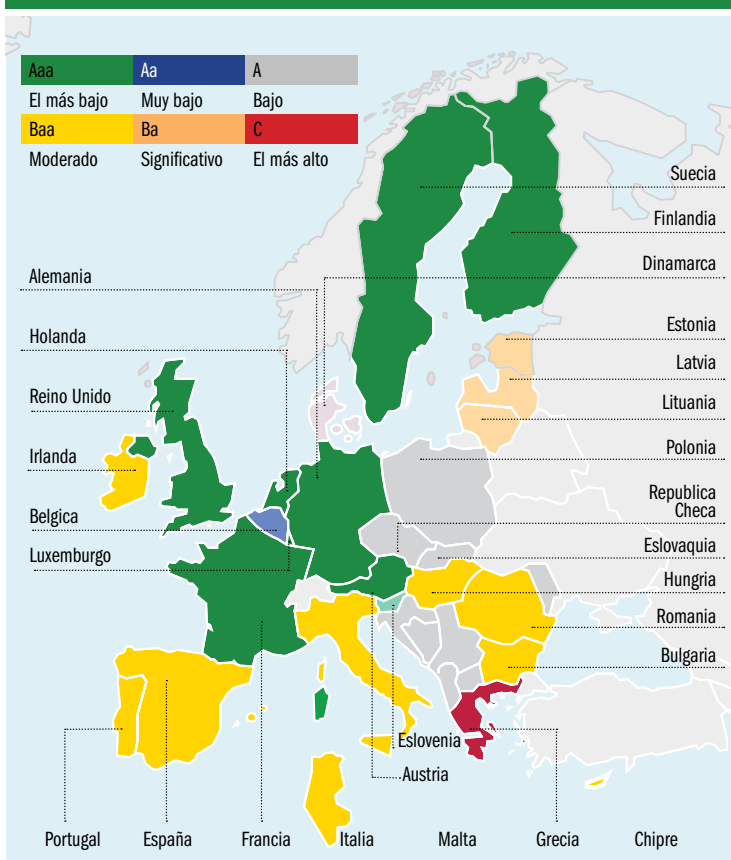 Aaa Aa A
El más bajo Muy bajo Bajo
Baa Ba C
Moderado Significativo El más alto
Suecia
Finlandia
Dinamarca
Alemania
Estonia
Holanda
Latvia
Reino Unido
Lituania
Polonia
Irlanda
Republica
Checa
Belgica
Eslovaquia
Luxemburgo
Hungria
Romania
Bulgaria
Eslovenia
Austria
Portugal España Francia Italia Malta Grecia Chipre